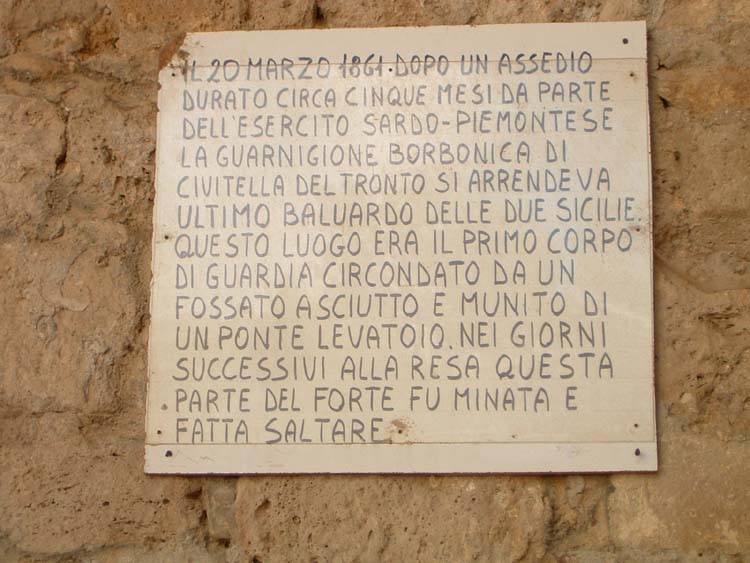 IL 20 MARZO 1861. DOPO UN ASSEDIO
DURATO CIRCA CINQUE MESI DA PARTE
DELL'ESERCITO SARDO-PIEMONTESE
LA GUARNIGIONE BORBONICA DI
CIVITELLA DEL TRONTO SI ARRENDEVA
ULTIMO BALUARDO DELLE DUE SICILIE.
QUESTO LUOGO ERA IL PRIMO CORPO
DI GUARDIA CIRCONDATO DA UN
FOSSATO ASCIUTTO E MUNITO DI
UN PONTE LEVATOIO. NEI GIORNI
SUCCESSIVI ALLA RESA QUESTA
PARTE DEL FORTE FU MINATA E
FATTA SALTARE